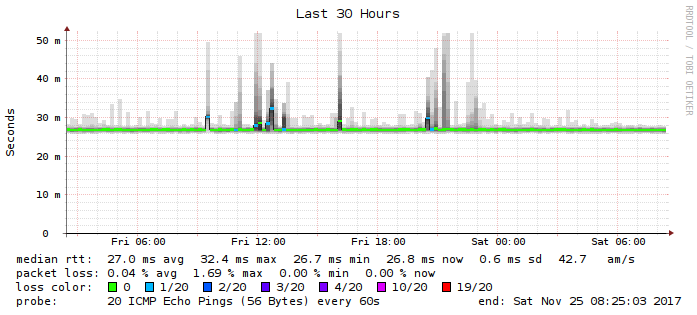 Last 30 Hours
RRDTOOL / TOBI OETIKER
Seconds
50 m
40 m
30 m
20 m
10 m
0
Fri 06:00 Fri 12:00 Fri 18:00 Sat 00:00 Sat 06:00
median rtt: 27.0 ms avg 32.4 ms max 26.7 ms min 26.8 ms now 0.6 ms sd 42.7 am/s
packet loss: 0.04 % avg 1.69 % max 0.00 % min 0.00 % now
loss color: 0 1/20 2/20 3/20 4/20 10/20 19/20
probe: 20 ICMP Echo Pings (56 Bytes) every 60s end: Sat Nov 25 08:25:03 2017